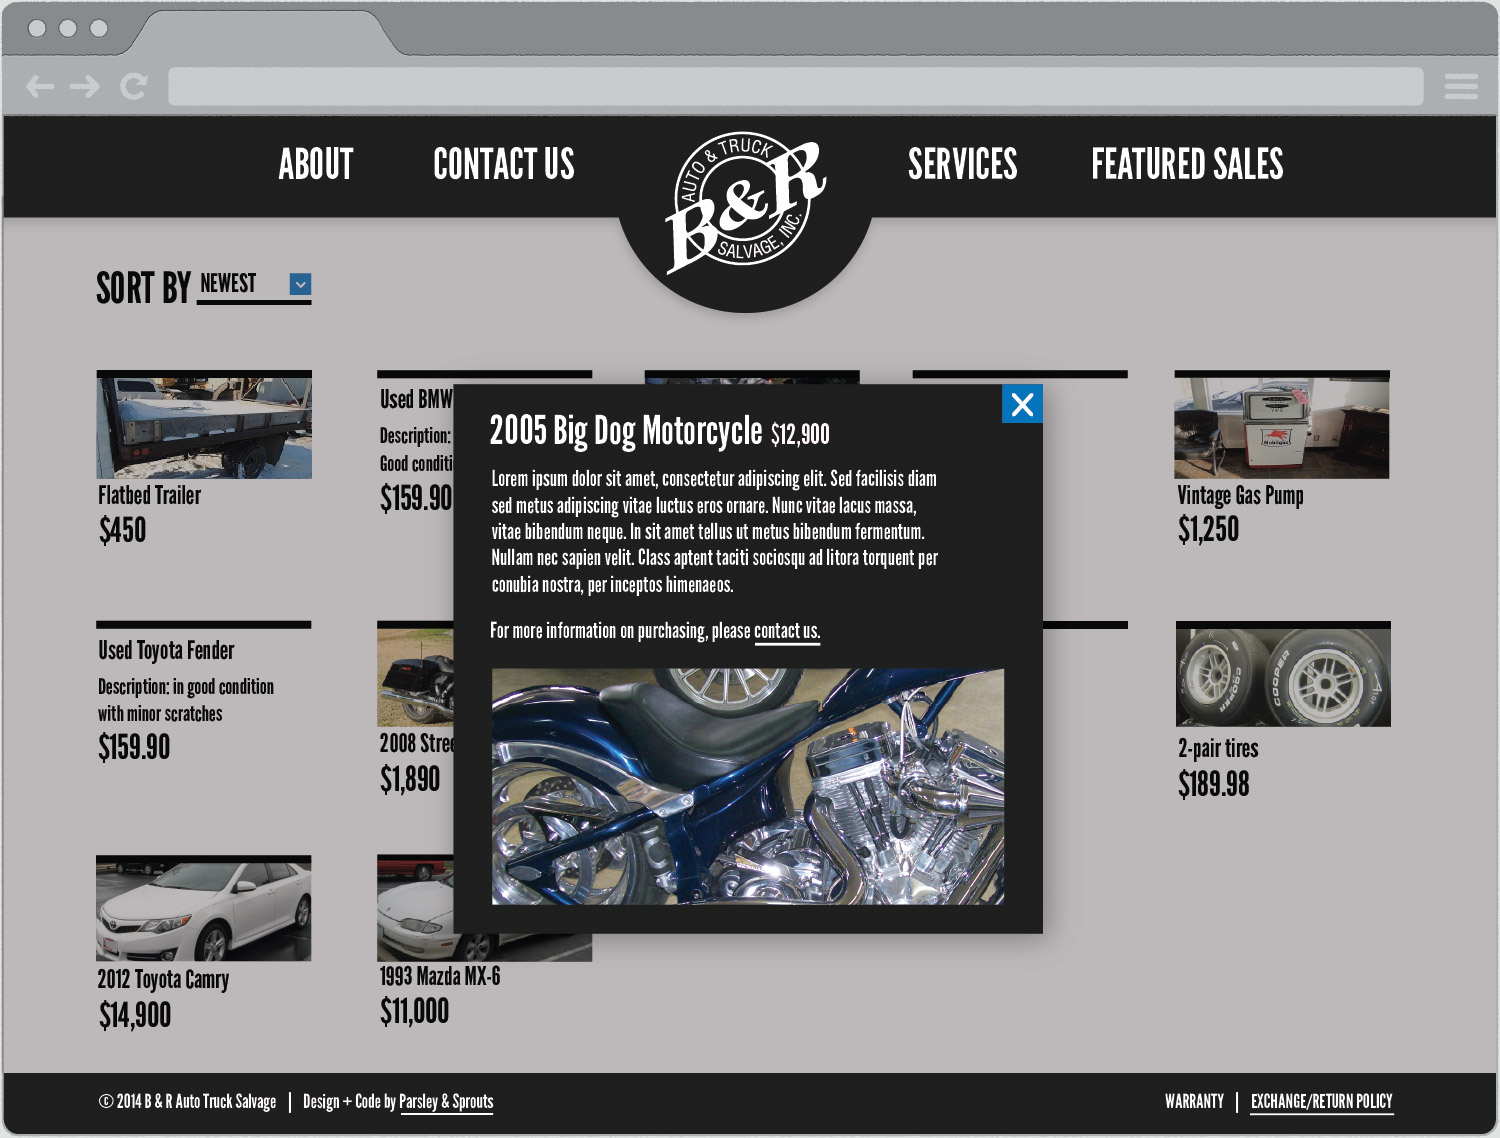 ABOUT
CONTACT US
AUTO & TRUCK
B&R
SALVAGE, INC.
SERVICES
FEATURED SALES
SORT BY NEWEST
Flatbed Trailer
$450
Used BMW
Description:
Good conditi
$159.90
Vintage Gas Pump
$1,250
2005 Big Dog Motorcycle $12,900
Lorem ipsum dolor sit amet, consectetur adipiscing elit. Sed facilisis diam
sed metus adipiscing vitae luctus eros ornare. Nunc vitae lacus massa,
vitae bibendum neque. In sit amet tellus ut metus bibendum fermentum.
Nullam nec sapien velit. Class aptent taciti sociosqu ad litora torquent per
conubia nostra, per inceptos himenaeos.
For more information on purchasing, please contact us.
Used Toyota Fender
Description: in good condition
with minor scratches
$159.90
2008 Stree
$1,890
COOPER
COOPER
2-pair tires
$189.98
2012 Toyota Camry
$14,900
1993 Mazda MX-6
$11,000
© 2014 B & R Auto Truck Salvage | Design + Code by Parsley & Sprouts
WARRANTY | EXCHANGE/RETURN POLICY